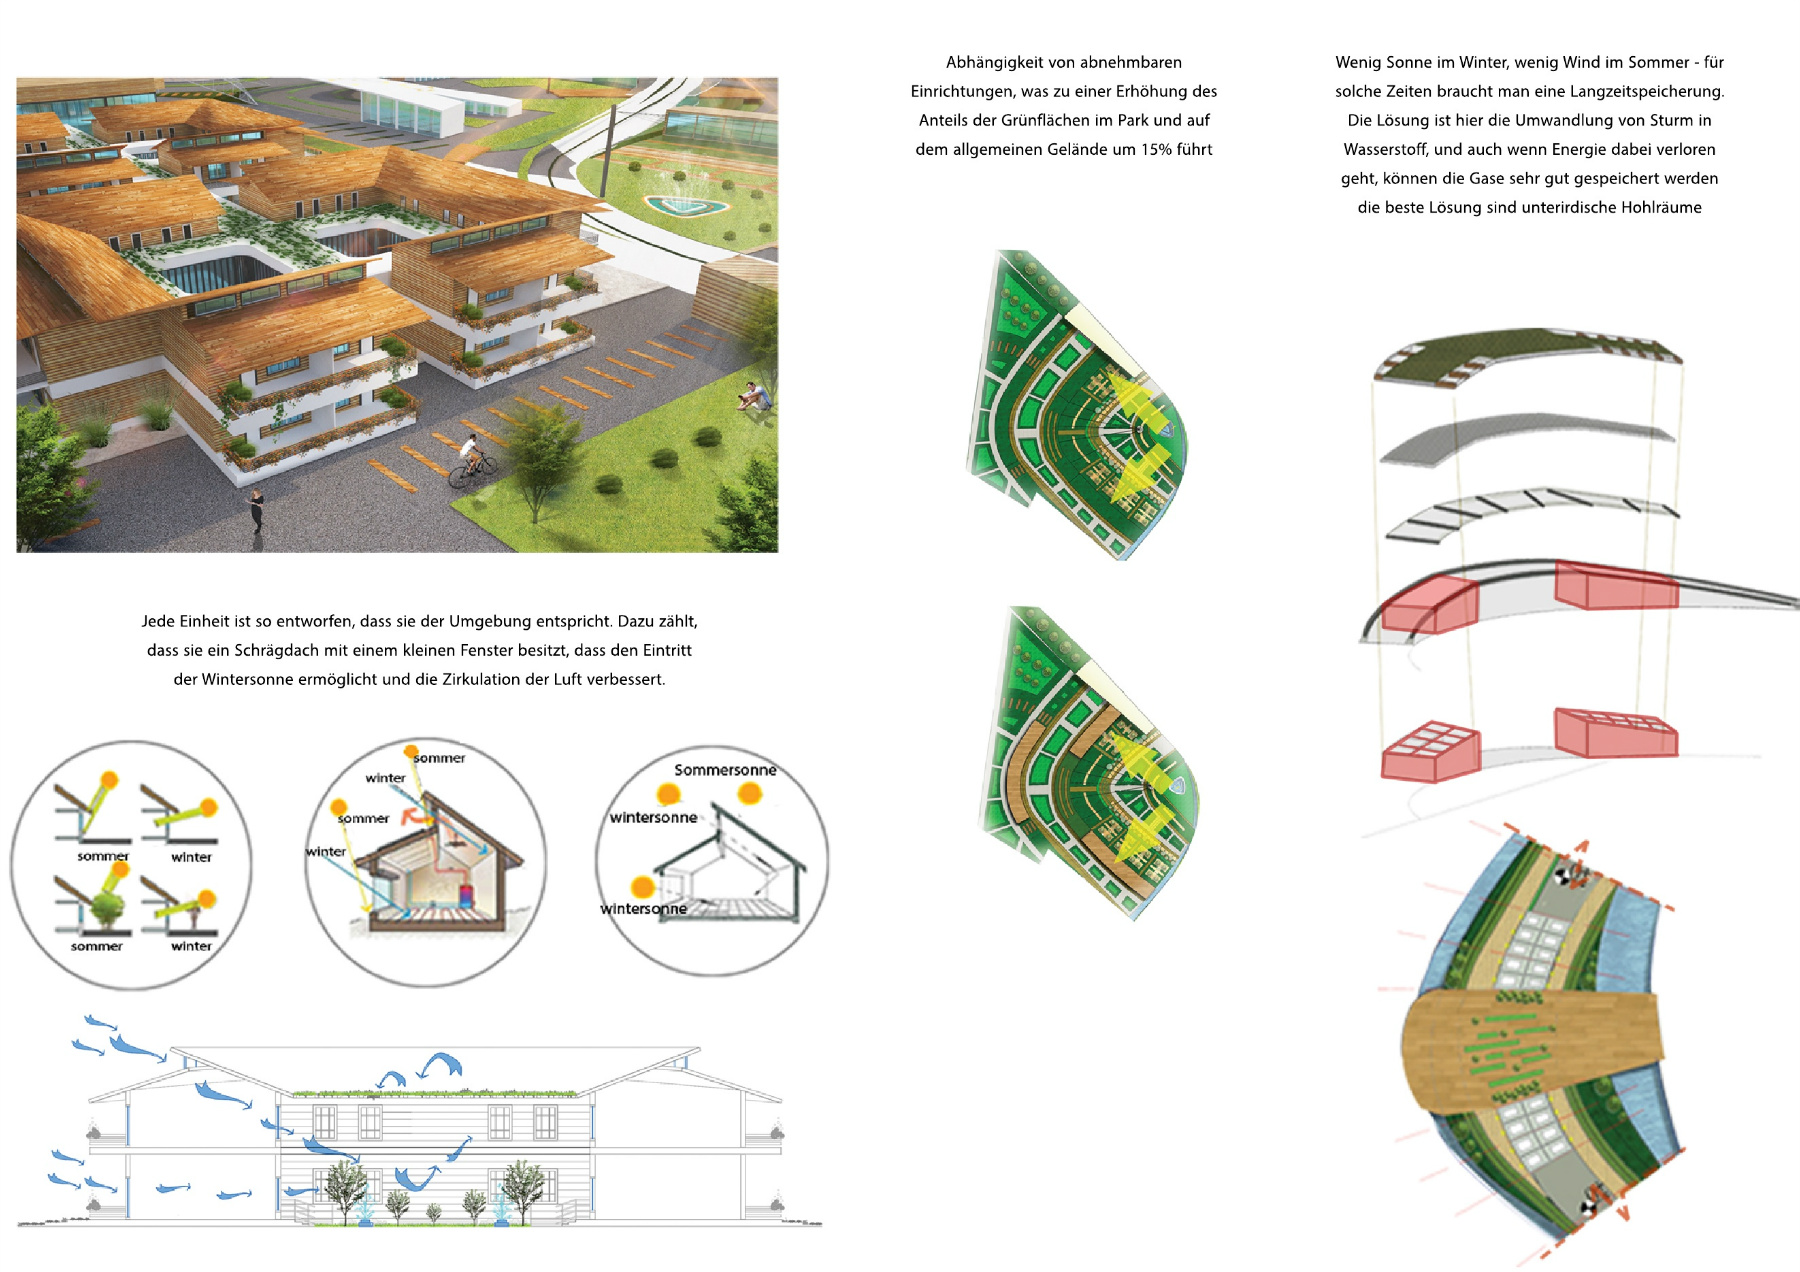 Abhängigkeit von abnehmbaren
Einrichtungen, was zu einer Erhöhung des
Anteils der Grünflächen im Park und auf
dem allgemeinen Gelände um 15% führt
Wenig Sonne im Winter, wenig Wind im Sommer - für
solche Zeiten braucht man eine Langzeitspeicherung.
Die Lösung ist hier die Umwandlung von Sturm in
Wasserstoff, und auch wenn Energie dabei verloren
geht, können die Gase sehr gut gespeichert werden
die beste Lösung sind unterirdische Hohlräume
Jede Einheit ist so entworfen, dass sie der Umgebung entspricht. Dazu zählt,
dass sie ein Schrägdach mit einem kleinen Fenster besitzt, dass den Eintritt
der Wintersonne ermöglicht und die Zirkulation der Luft verbessert.
sommer
winter
sommer
winter
sommer
winter
sommer
winter
Sommersonne
wintersonne
wintersonne
A
A